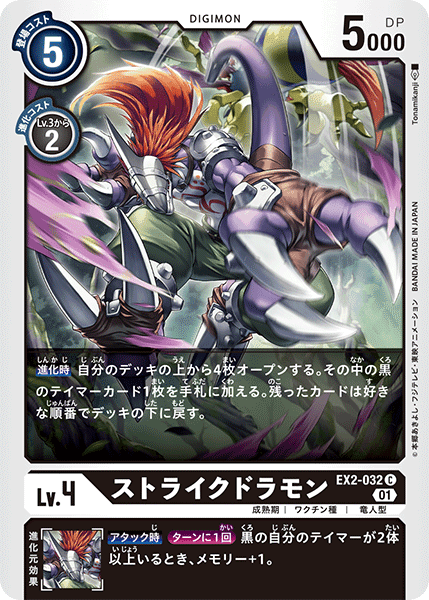 登場コスト
5
DIGIMON
DP
5000
進化コスト
Lv.3から
2
Tonamikanji
BANDAI MADE IN JAPAN
© 本郷あきよし・フジテレビ・東映アニメーション
進化時 自分のデッキの上から4枚オープンする。その中の黒
のテイマーカード1枚を手札に加える。残ったカードは好き
な順番でデッキの下に戻す。
Lv.4
ストライクドラモン
EX2-032 C
01
成熟期 | ワクチン種 | 竜人型
進化元効果
アタック時 ターンに1回 黒の自分のテイマーが2体
以上いるとき、メモリー+1。